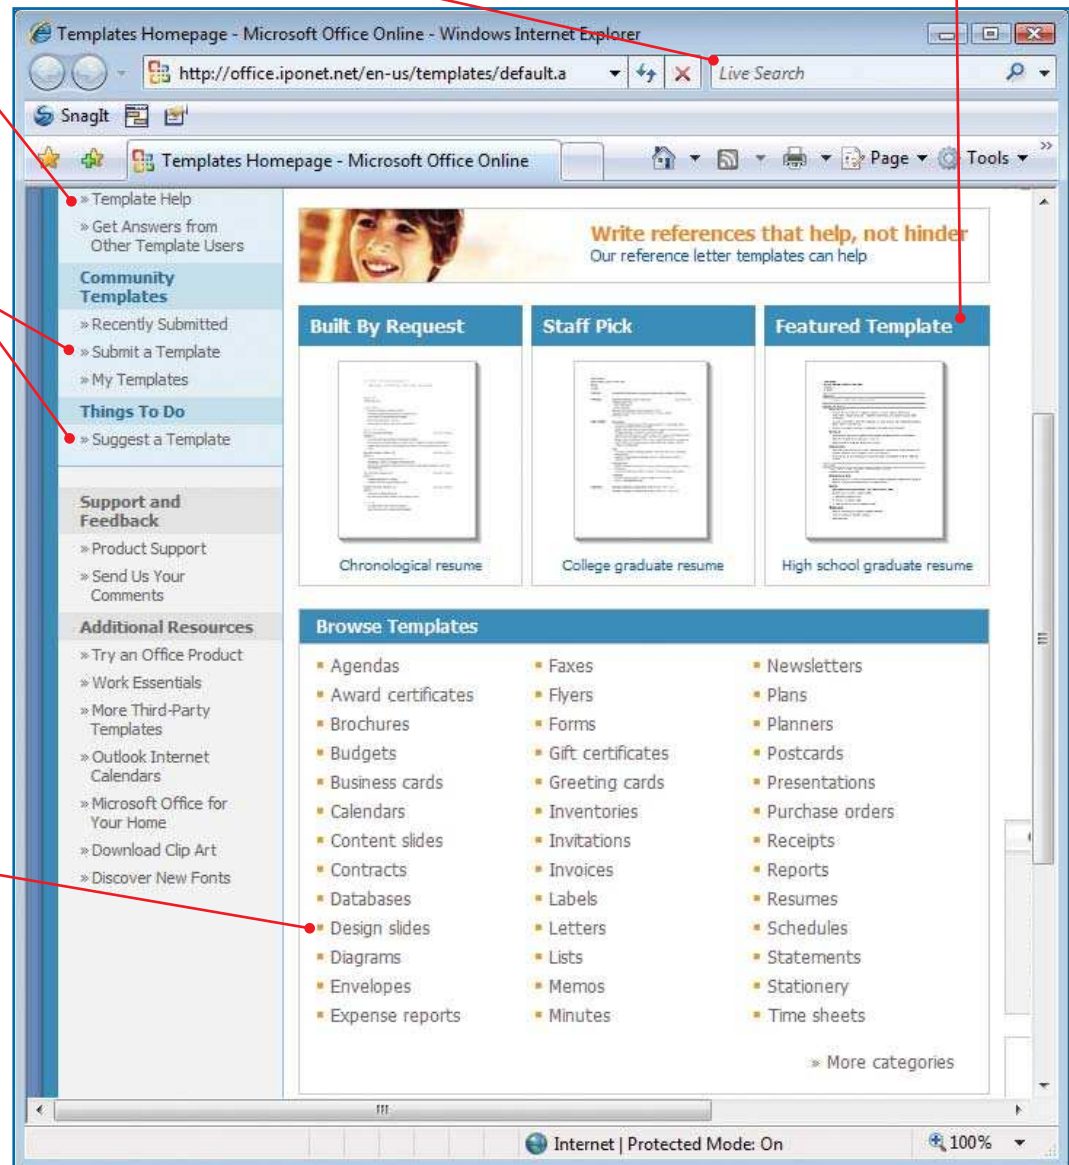 Templates Homepage - Microsoft Office Online - Windows Internet Explorer
http://office.iponet.net/en-us/templates/default.a
Live Search
SnagIt
Templates Homepage - Microsoft Office Online
Page
Tools
»
» Template Help
» Get Answers from
Other Template Users
Community
Templates
» Recently Submitted
» Submit a Template
» My Templates
Things To Do
» Suggest a Template
Support and
Feedback
» Product Support
» Send Us Your
Comments
Additional Resources
» Try an Office Product
» Work Essentials
» More Third-Party
Templates
» Outlook Internet
Calendars
» Microsoft Office for
Your Home
» Download Clip Art
» Discover New Fonts
Write references that help, not hinder
Our reference letter templates can help
Built By Request
Chronological resume
Staff Pick
College graduate resume
Featured Template
High school graduate resume
Browse Templates
Agendas
Award certificates
Brochures
Budgets
Business cards
Calendars
Content slides
Contracts
Databases
Design slides
Diagrams
Envelopes
Expense reports
Faxes
Flyers
Forms
Gift certificates
Greeting cards
Inventories
Invitations
Invoices
Labels
Letters
Lists
Memos
Minutes
Newsletters
Plans
Planners
Postcards
Presentations
Purchase orders
Receipts
Reports
Resumes
Schedules
Statements
Stationery
Time sheets
» More categories
Internet | Protected Mode: On
100%